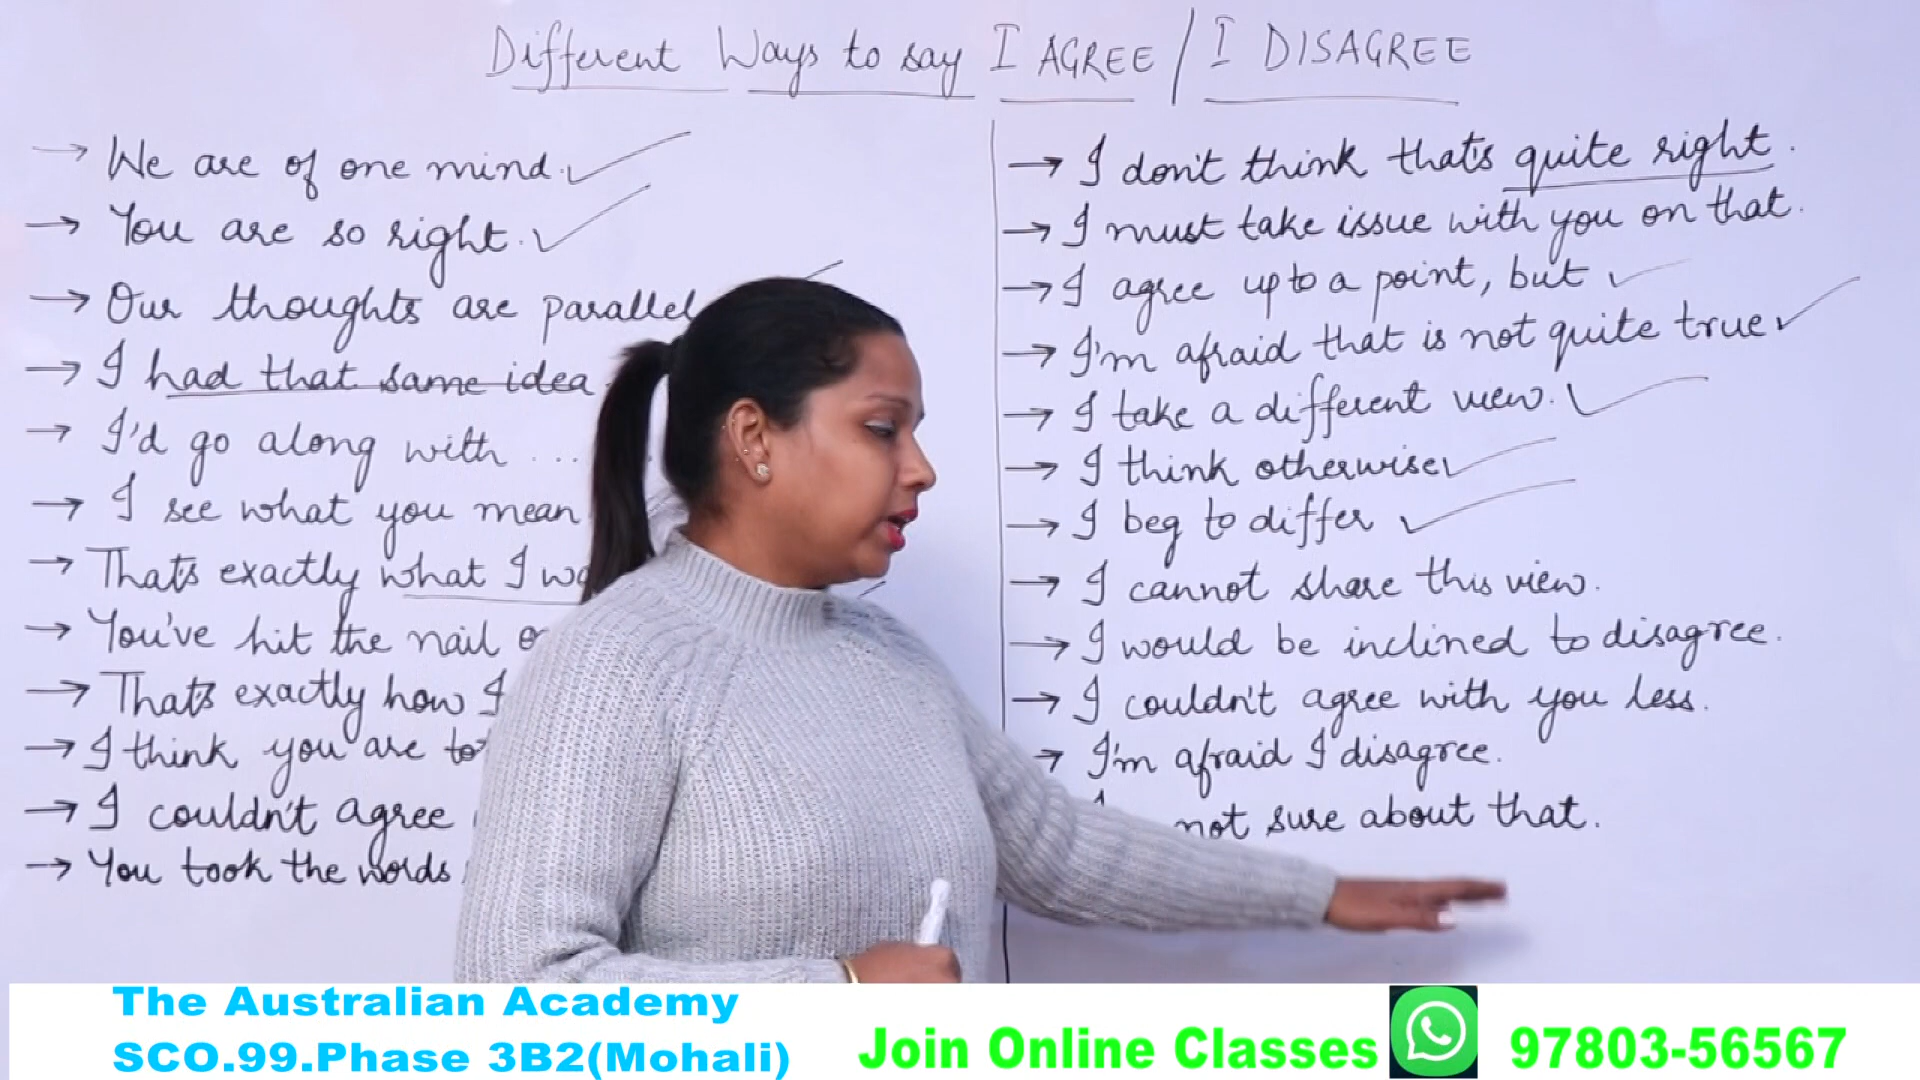 Different Ways to say I AGREE / I DISAGREE
→ We are of one mind.
→ You are so right.
→ Our thoughts are parallel
→ I had that same idea
→ I'd go along with ...
→ I see what you mean
→ That's exactly what I
→ You've hit the nail
→ That's exactly how I
→ I think you are
→ I couldn't agree
→ You took the words
→ I don't think that's quite right.
→ I must take issue with you on that.
→ I agree up to a point, but
→ I'm afraid that is not quite true
→ I take a different view.
→ I think otherwise
→ I beg to differ
→ I cannot share this view.
→ I would be inclined to disagree.
→ I couldn't agree with you less.
→ I'm afraid I disagree.
not sure about that.
The Australian Academy
SCO.99.Phase 3B2(Mohali)
Join Online Classes 97803-56567